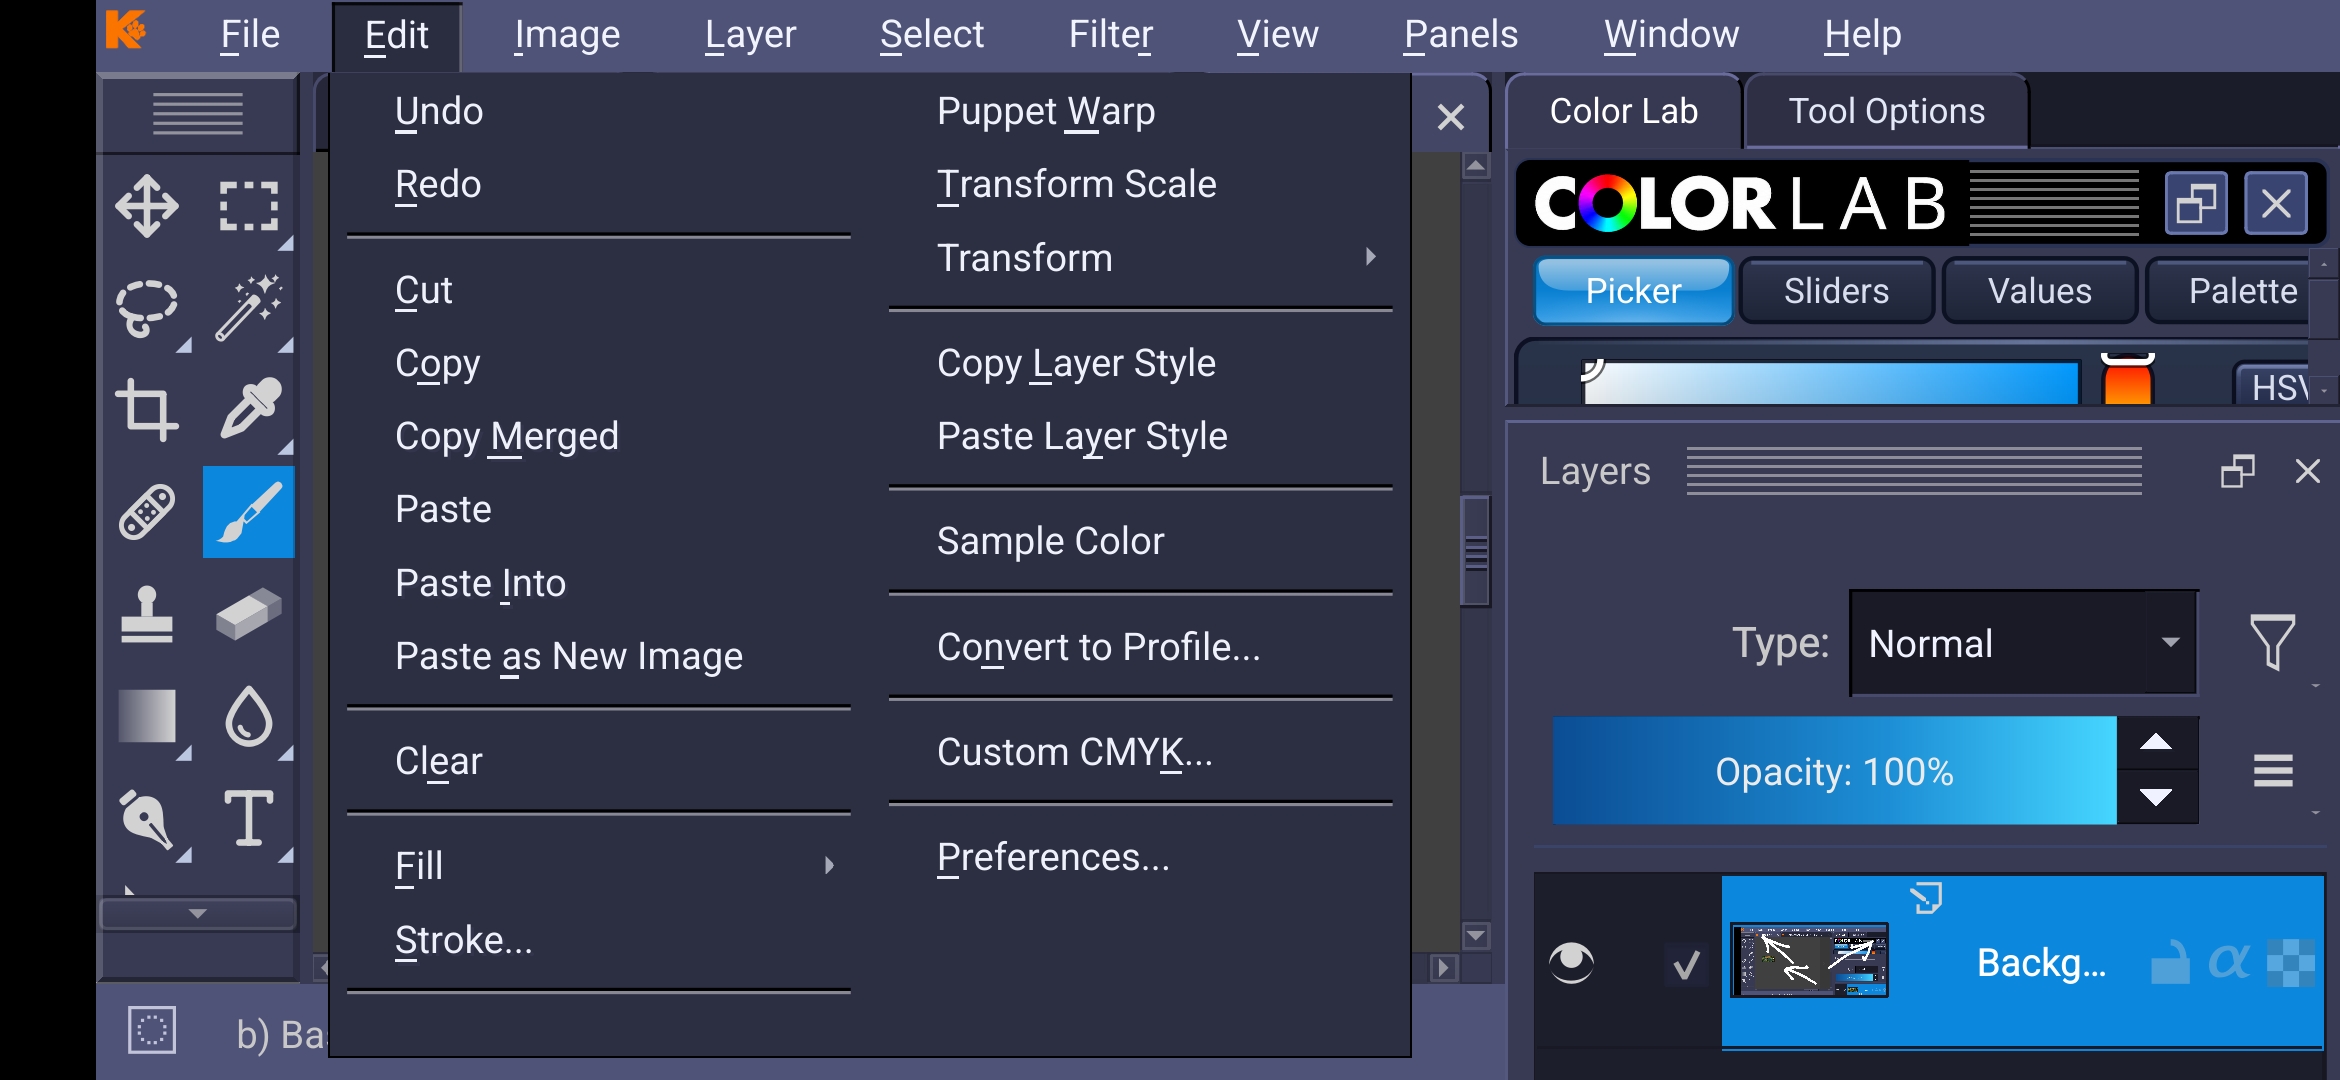 File Edit Image Layer Select Filter View Panels Window Help
Undo
Redo
Cut
Copy
Copy Merged
Paste
Paste Into
Paste as New Image
Clear
Fill
Stroke...
Puppet Warp
Transform Scale
Transform
Copy Layer Style
Paste Layer Style
Sample Color
Convert to Profile...
Custom CMYK...
Preferences...
Color Lab Tool Options
COLORLAB
Picker Sliders Values Palette
HSV
Layers
Type: Normal
Opacity: 100%
Backg...
b) Ba